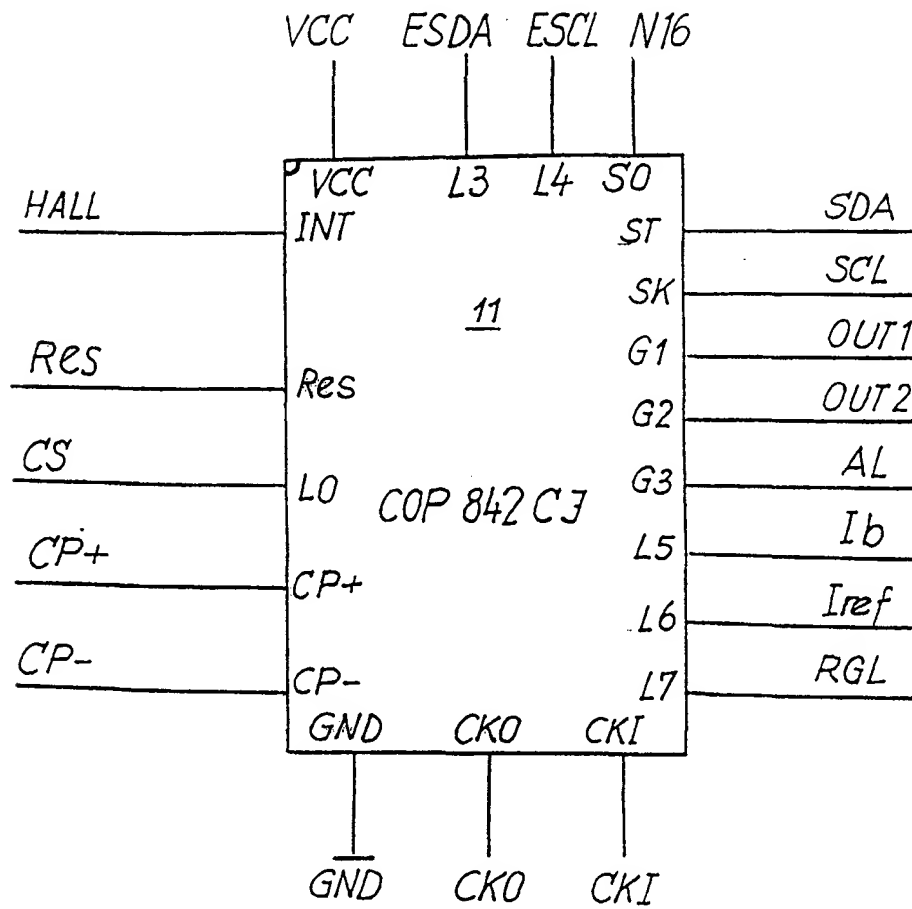 VCC ESDA ESCL N16
VCC L3 L4 SO
HALL INT ST SDA
SK SCL
11
G1 OUT1
Res Res
G2 OUT2
CS LO G3 AL
COP 842 CJ
L5 Ib
CP+ CP+
L6 Iref
CP- CP- L7 RGL
GND CKO CKI
GND CKO CKI